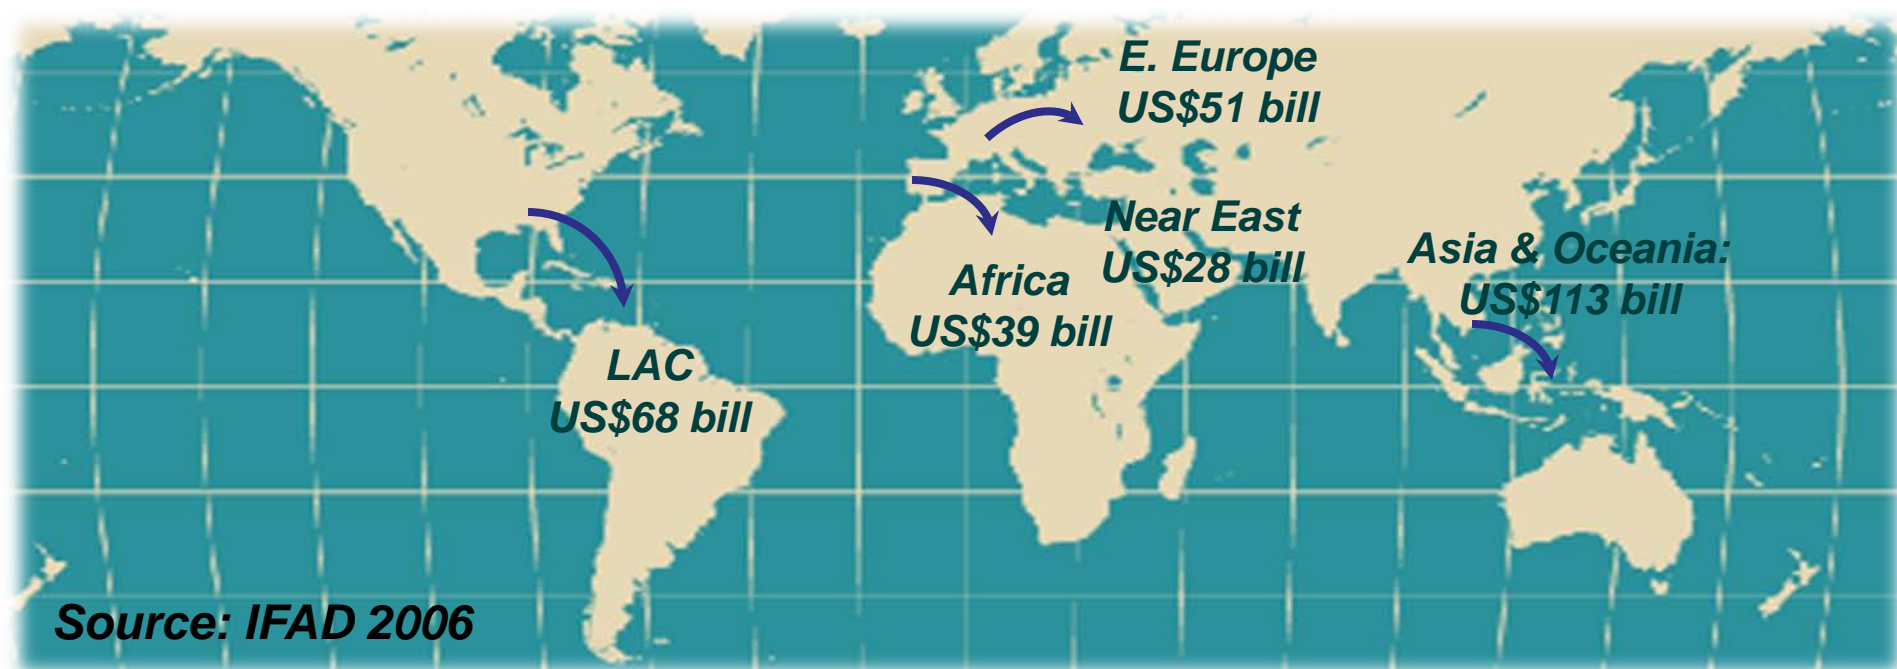 E. Europe
US$51 bill
Near East
US$28 bill
Asia & Oceania:
US$113 bill
Africa
US$39 bill
LAC
US$68 bill
Source: IFAD 2006